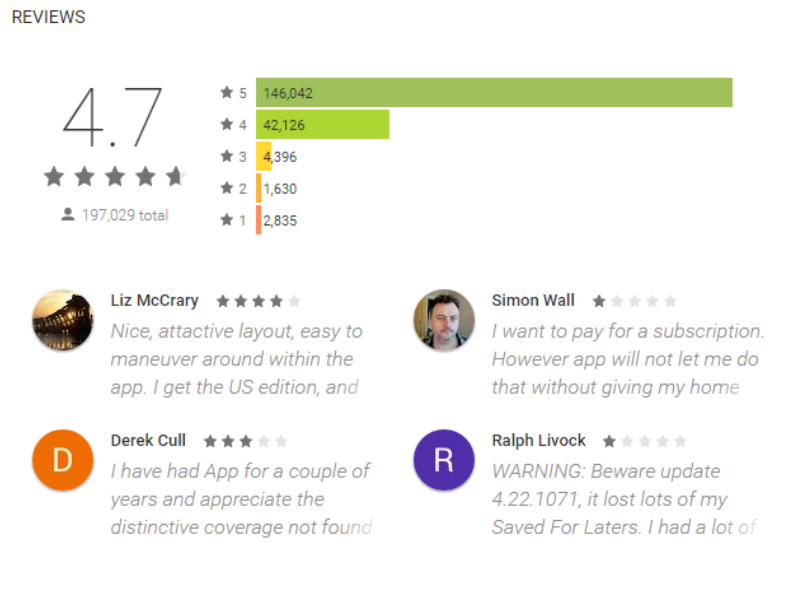 REVIEWS
4.7
197,029 total
5 146,042
4 42,126
3 4,396
2 1,630
1 2,835
Liz McCrary
Nice, attactive layout, easy to
maneuver around within the
app. I get the US edition, and
Simon Wall
I want to pay for a subscription.
However app will not let me do
that without giving my home
D
Derek Cull
I have had App for a couple of
years and appreciate the
distinctive coverage not found
R
Ralph Livock
WARNING: Beware update
4.22.1071, it lost lots of my
Saved For Laters. I had a lot of